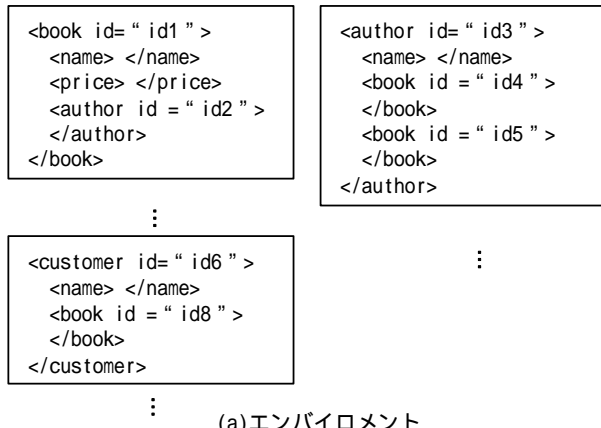 <book id= “ id1 ” >
<name> </name>
<price> </price>
<author id = “ id2 ” >
</author>
</book>
⋮
<customer id= “ id6 ” >
<name> </name>
<book id = “ id8 ” >
</book>
</customer>
⋮
<author id= “ id3 ” >
<name> </name>
<book id = “ id4 ” >
</book>
<book id = “ id5 ” >
</book>
</author>
⋮
(a)エンバイロメント